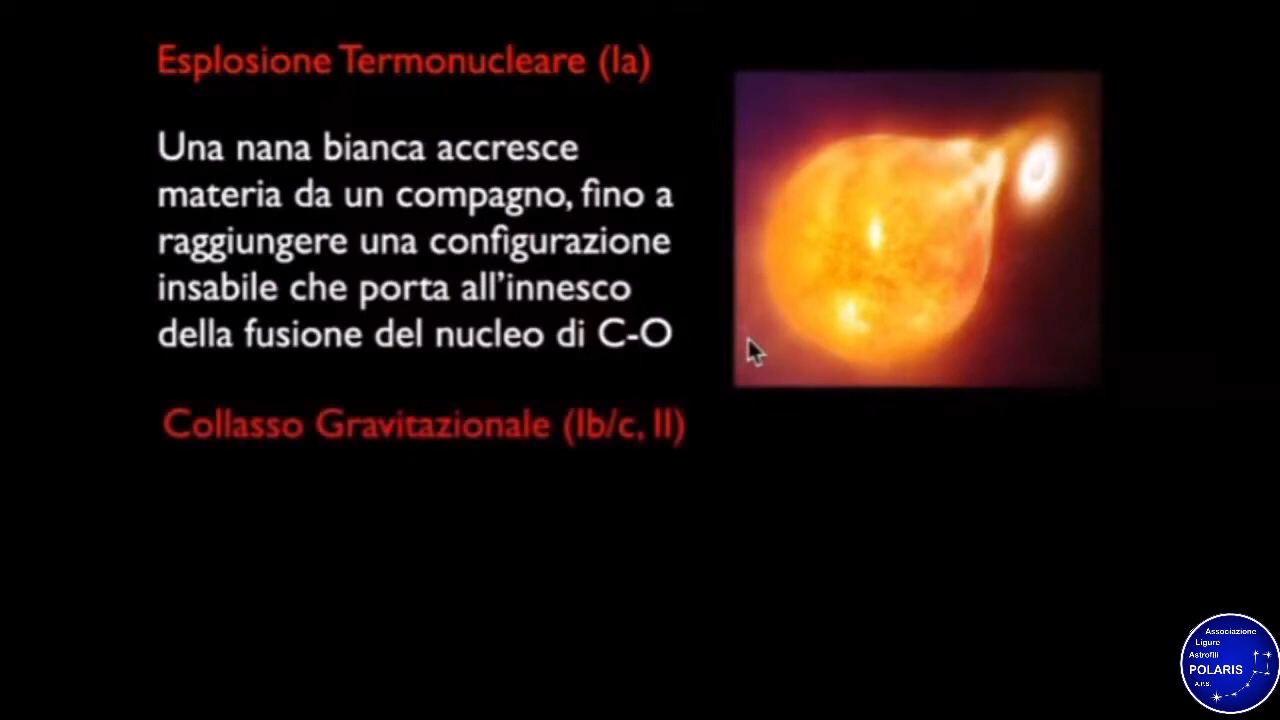 Esplosione Termonucleare (Ia)
Una nana bianca accresce
materia da un compagno, fino a
raggiungere una configurazione
insabile che porta all'innesco
della fusione del nucleo di C-O
Collasso Gravitazionale (Ib/c, II)
Associazione
Ligure
Astrofili
POLARIS
A.P.S.